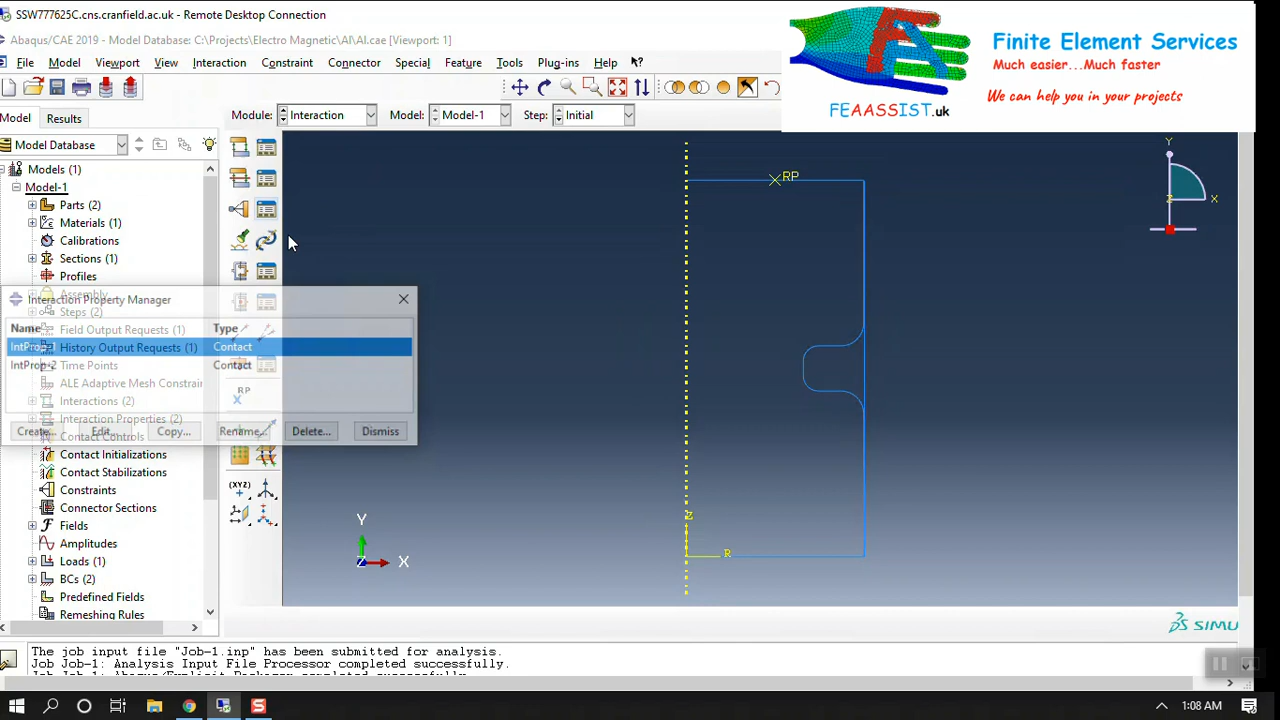 SSW777625C.cns.cranfield.ac.uk - Remote Desktop Connection
Abaqus/CAE 2019 - Model Database: C:\Projects\Electro Magnetic\Al\Al.cae [Viewport: 1]
File Model Viewport View Interaction Constraint Connector Special Feature Tools Plug-ins Help
Finite Element Services
Much easier...Much faster
We can help you in your projects
FEAASSIST.uk
Model Results
Module: Interaction Model: Model-1 Step: Initial
Model Database
Models (1)
Model-1
Parts (2)
Materials (1)
Calibrations
Sections (1)
Profiles
Assembly
Steps (2)
Field Output Requests (1)
History Output Requests (1)
Time Points
ALE Adaptive Mesh Constrai
Interactions (2)
Interaction Properties (2)
Contact Controls
Contact Initializations
Contact Stabilizations
Constraints
Connector Sections
Fields
Amplitudes
Loads (1)
BCs (2)
Predefined Fields
Remeshing Rules
Interaction Property Manager
Name Type
Contact
IntProp-2 Contact
Create... Edit... Copy... Rename... Delete... Dismiss
RP
(XYZ)
RP
Z
R
Y
X
Z
Y
X
Z
SIMU
The job input file "Job-1.inp" has been submitted for analysis.
Job Job-1: Analysis Input File Processor completed successfully.
1:08 AM